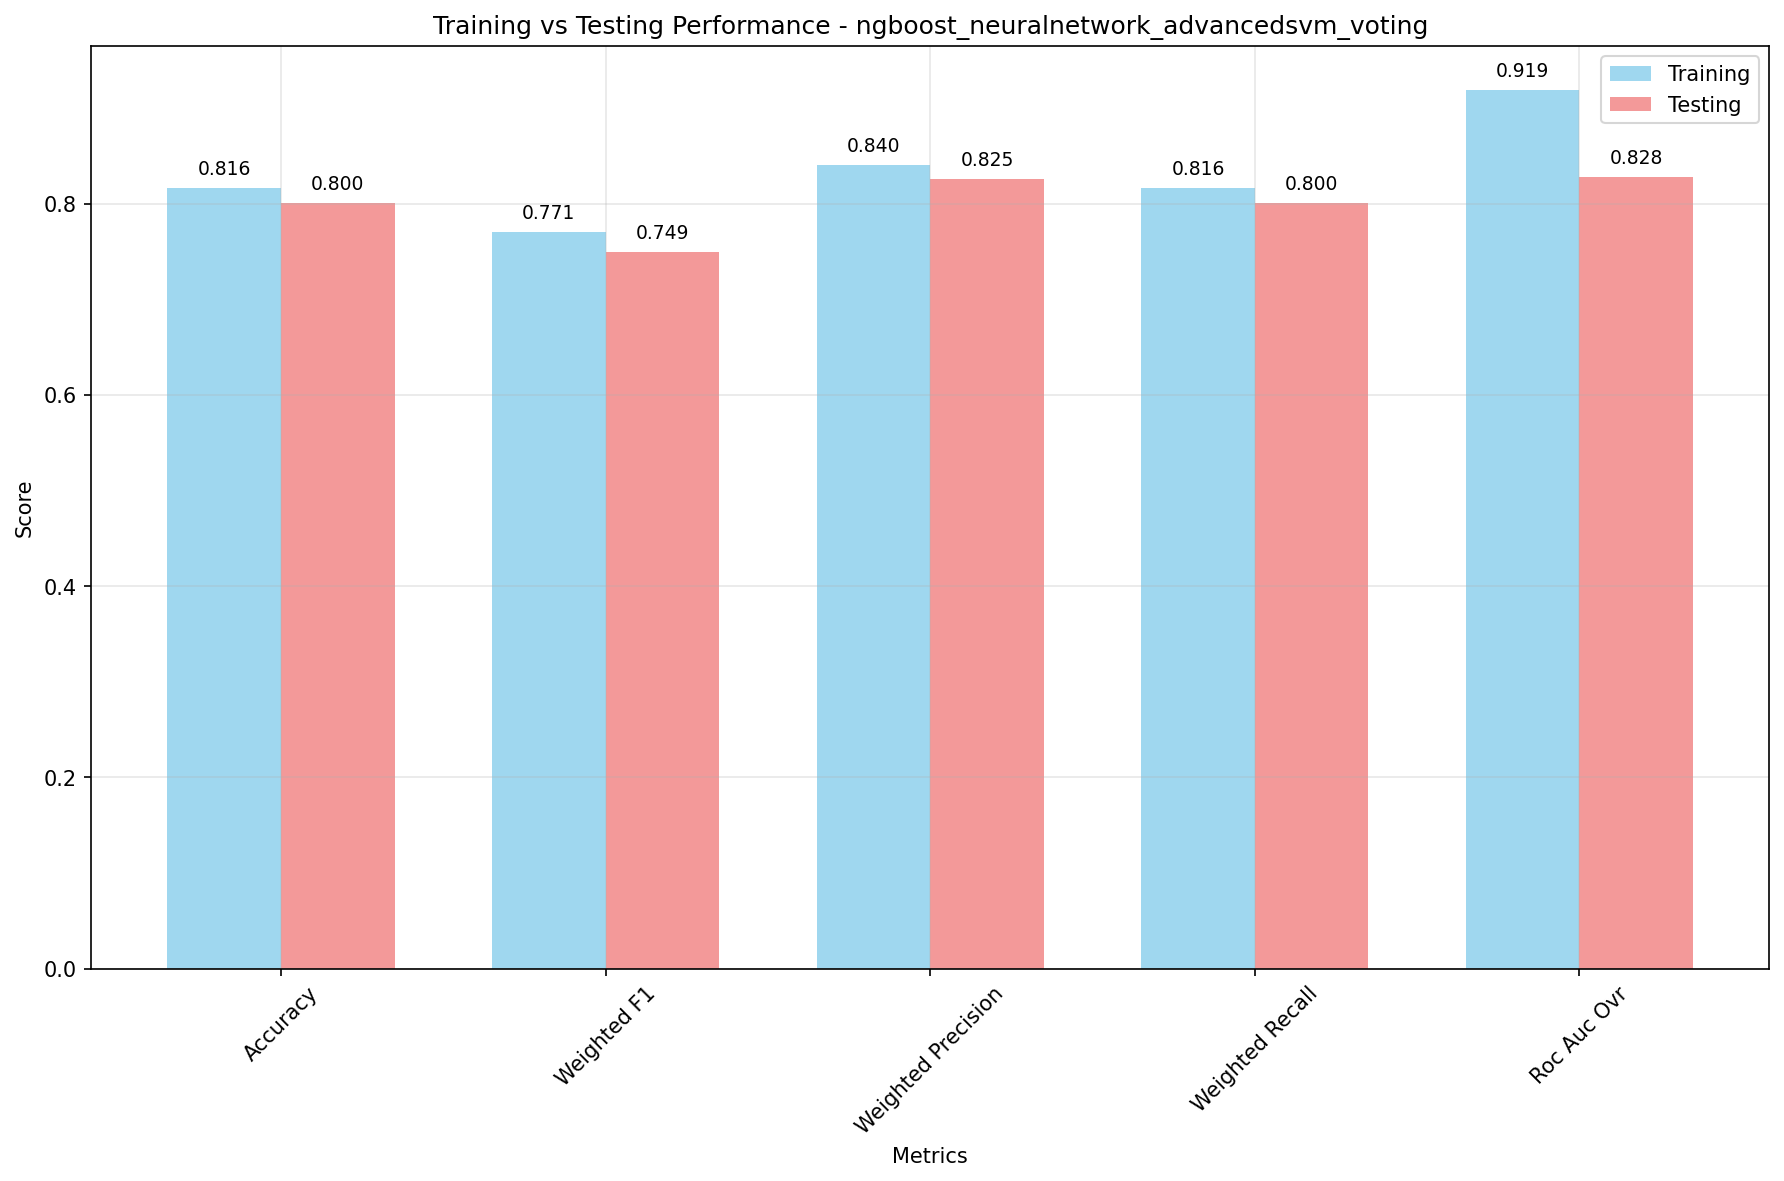 Training vs Testing Performance - ngboost_neuralnetwork_advancedsvm_voting
Training
Testing
0.816
0.800
0.771
0.749
0.840
0.825
0.816
0.800
0.919
0.828
Score
0.8
0.6
0.4
0.2
0.0
Accuracy
Weighted F1
Weighted Precision
Weighted Recall
Roc Auc Ovr
Metrics